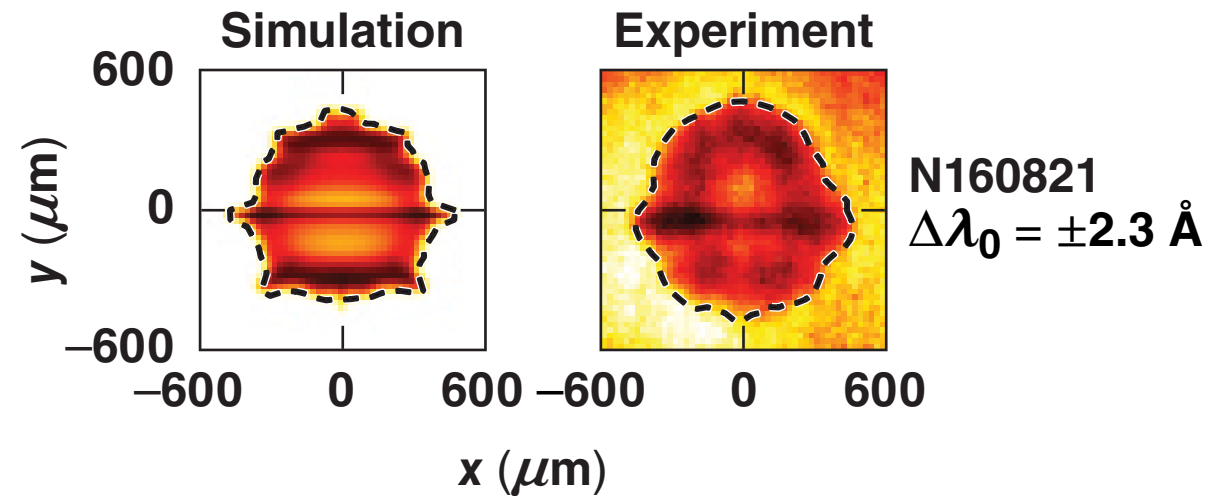 Simulation
Experiment
600
0
−600
y (μm)
−600 0 600
−600 0 600
x (μm)
N160821
Δλ0 = ±2.3 Å